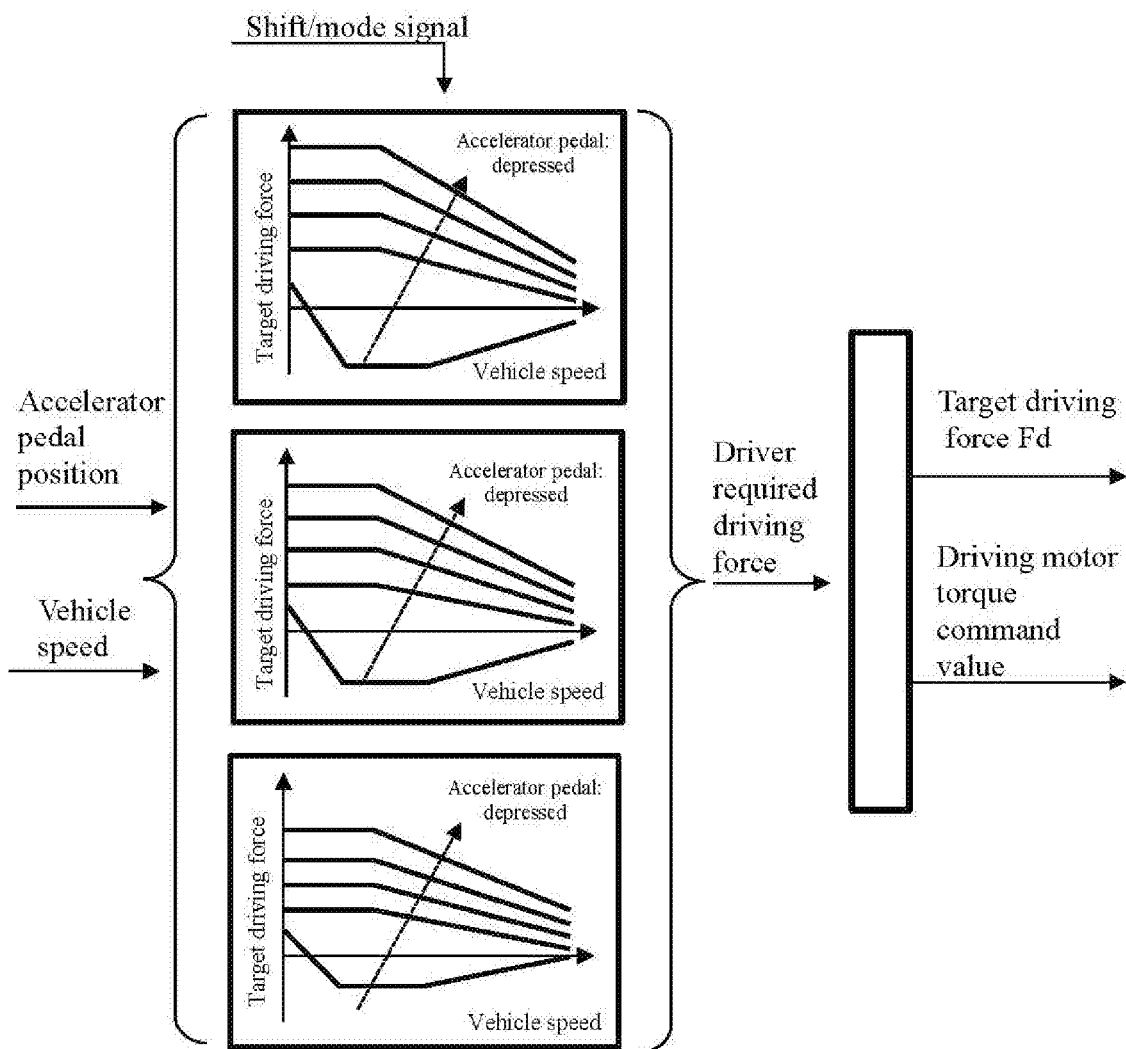 Shift/mode signal
Accelerator pedal:
depressed
Target driving force
Vehicle speed
Accelerator
pedal
position
Vehicle
speed
Accelerator pedal:
depressed
Target driving force
Vehicle speed
Accelerator pedal:
depressed
Target driving force
Vehicle speed
Driver
required
driving
force
Target driving
force Fd
Driving motor
torque
command
value